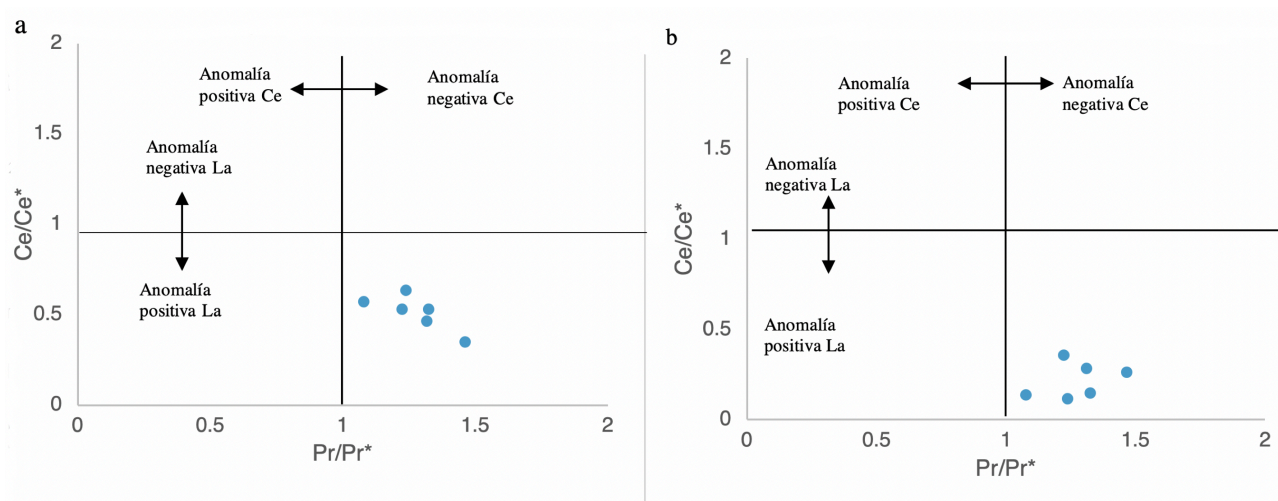 a
2
Anomalía
positiva Ce
Anomalía
negativa Ce
1.5
Anomalía
negativa La
1
Anomalía
positiva La
0.5
0
0
0.5
1
1.5
2
Ce/Ce*
Pr/Pr*
b
2
Anomalía
positiva Ce
Anomalía
negativa Ce
1.5
Anomalía
negativa La
1
0.5
Anomalía
positiva La
0
0
0.5
1
1.5
2
Ce/Ce*
Pr/Pr*